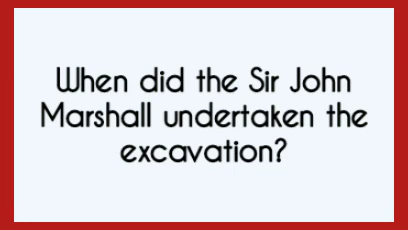 When did the Sir John
Marshall undertaken the
excavation?